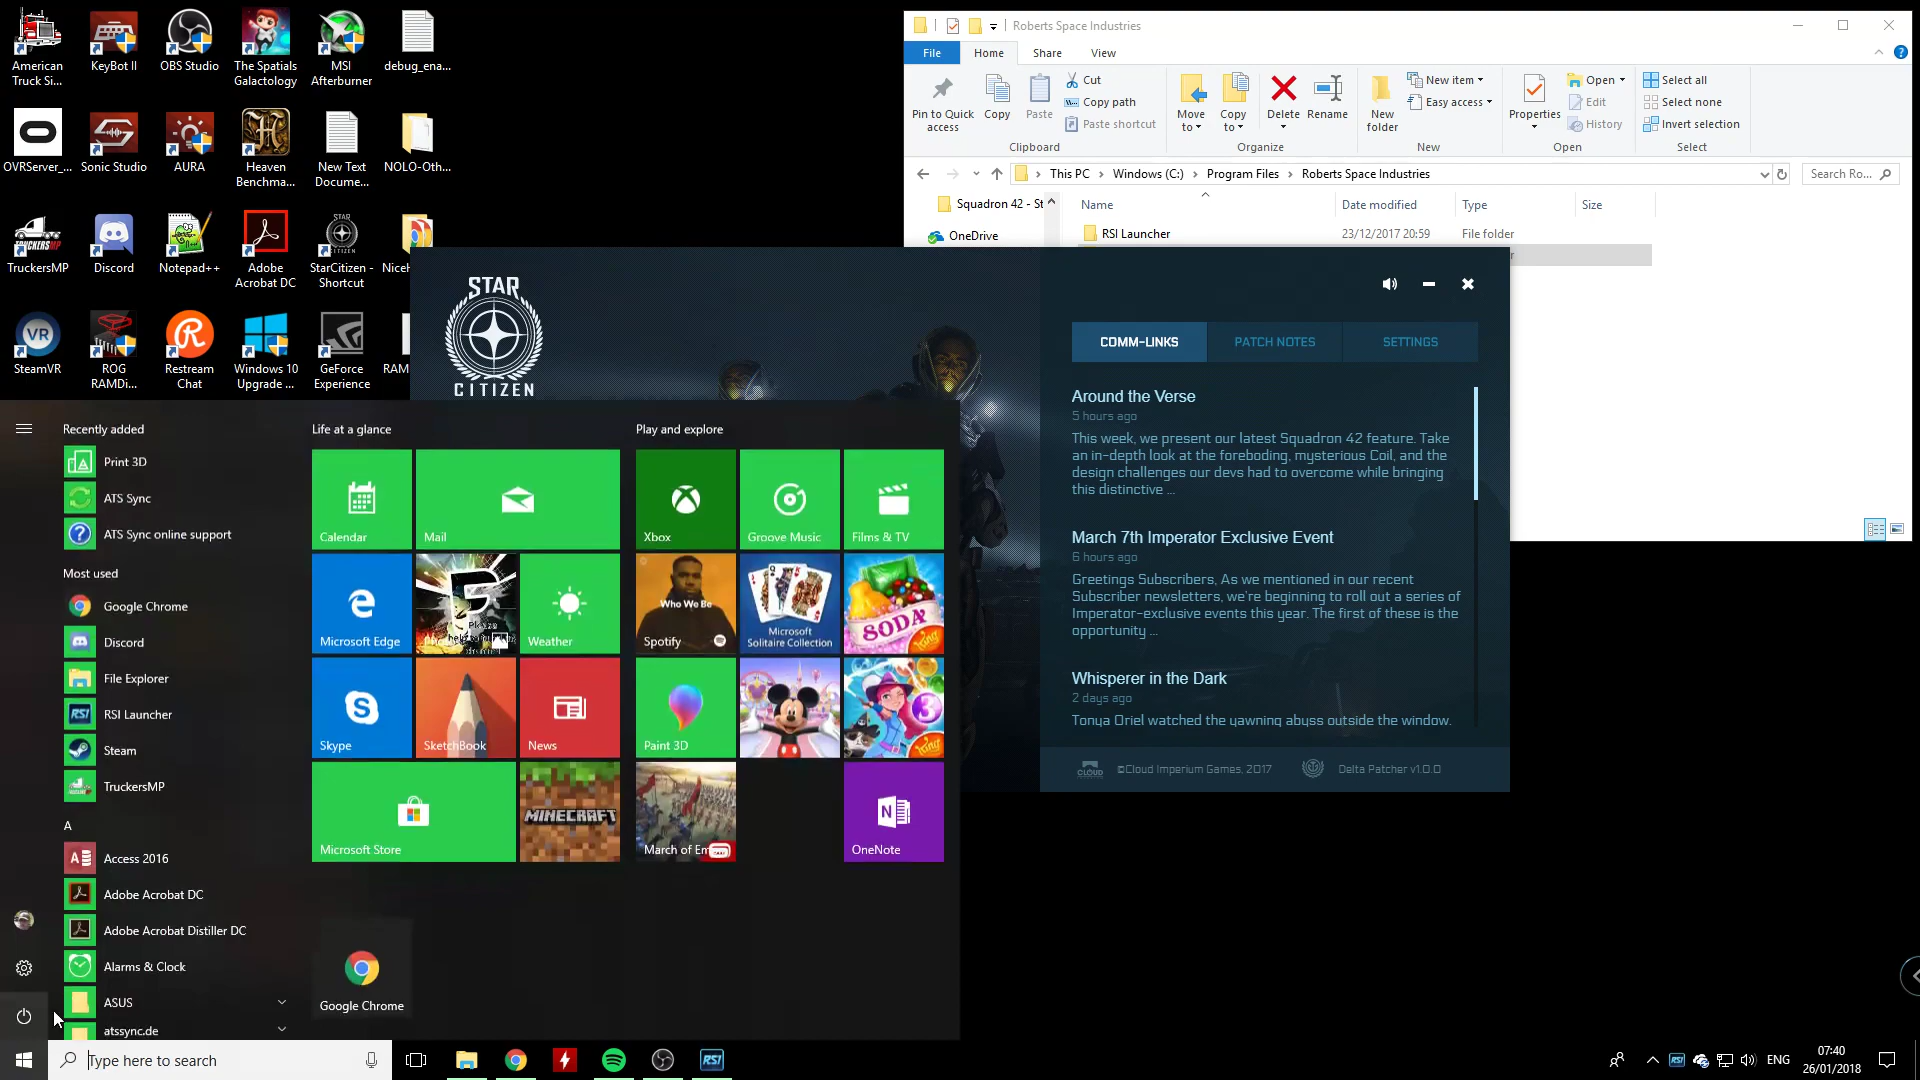 American
Truck Si...
KeyBot II
OBS Studio
The Spatials
Galactology
MSI
Afterburner
debug_ena...
OVRServer_...
Sonic Studio
AURA
Heaven
Benchma...
New Text
Docume...
NOLO-Oth...
TRUCKERSMP
TruckersMP
Discord
Notepad++
Adobe
Acrobat DC
StarCitizen -
Shortcut
NiceH
VR
SteamVR
ROG
RAMDi...
Restream
Chat
Windows 10
Upgrade ...
GeForce
Experience
RAM
Roberts Space Industries
File
Home
Share
View
Pin to Quick
access
Copy
Paste
Cut
Copy path
Paste shortcut
Clipboard
Move
to
Copy
to
Delete
Rename
Organize
New
folder
New item
Easy access
New
Properties
Open
Edit
History
Open
Select all
Select none
Invert selection
Select
This PC
Windows (C:)
Program Files
Roberts Space Industries
Search Ro...
Squadron 42 - St
OneDrive
Name
Date modified
Type
Size
RSI Launcher
23/12/2017 20:59
File folder
STAR
CITIZEN
COMM-LINKS
PATCH NOTES
SETTINGS
Around the Verse
5 hours ago
This week, we present our latest Squadron 42 feature. Take
an in-depth look at the foreboding, mysterious Coil, and the
design challenges our devs had to overcome while bringing
this distinctive ...
March 7th Imperator Exclusive Event
6 hours ago
Greetings Subscribers, As we mentioned in our recent
Subscriber newsletters, we're beginning to roll out a series of
Imperator-exclusive events this year. The first of these is the
opportunity ...
Whisperer in the Dark
2 days ago
Tonya Oriel watched the yawning abyss outside the window.
CLOUD
©Cloud Imperium Games, 2017
Delta Patcher v1.0.0
Recently added
Print 3D
ATS Sync
ATS Sync online support
Most used
Google Chrome
Discord
File Explorer
RSI Launcher
Steam
TruckersMP
A
Access 2016
Adobe Acrobat DC
Adobe Acrobat Distiller DC
Alarms & Clock
ASUS
atssync.de
Life at a glance
Calendar
Mail
Microsoft Edge
Weather
Skype
SketchBook
News
Microsoft Store
MINECRAFT
Google Chrome
Play and explore
Xbox
Groove Music
Films & TV
Who We Be
Spotify
Microsoft
Solitaire Collection
SODA
King
Paint 3D
3
King
March of Em
OneNote
Type here to search
RSI
ENG
07:40
26/01/2018